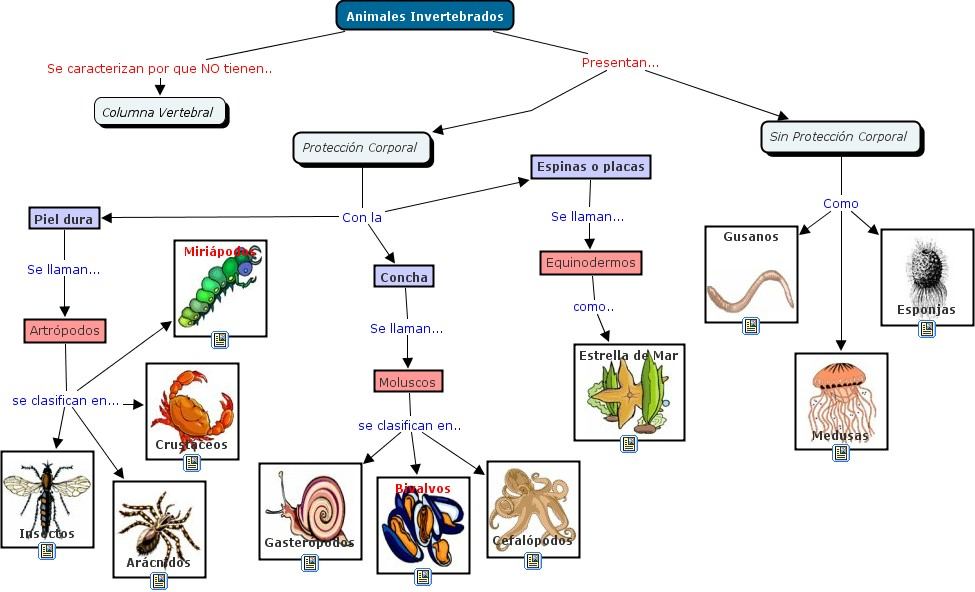 Animales Invertebrados
Se caracterizan por que NO tienen..
Presentan...
Columna Vertebral
Protección Corporal
Sin Protección Corporal
Espinas o placas
Piel dura
Con la
Se llaman...
Como
Gusanos
Esponjas
Miriápodos
Se llaman...
Concha
Equinodermos
Artrópodos
Se llaman...
como..
Estrella de Mar
Moluscos
Medusas
se clasifican en...
Crustáceos
se clasifican en..
Insectos
Arácnidos
Gasterópodos
Bivalvos
Cefalópodos